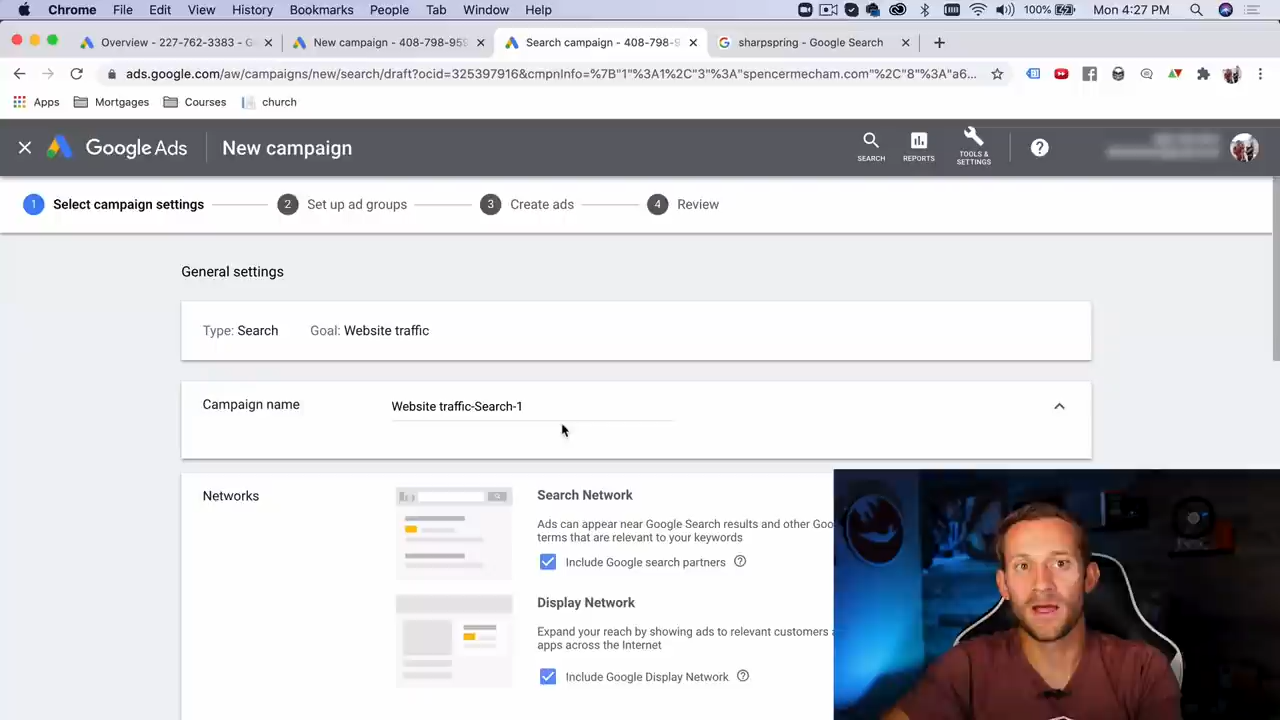 Chrome File Edit View History Bookmarks People Tab Window Help 100% Mon 4:27 PM
Overview - 227-762-3383 - G
New campaign - 408-798-959
Search campaign - 408-798-9
sharpspring - Google Search
ads.google.com/aw/campaigns/new/search/draft?ocid=325397916&cmpnInfo=%7B"1"%3A1%2C"3"%3A"spencermecham.com"%2C"8"%3A"a6...
Apps Mortgages Courses church
Google Ads New campaign
SEARCH REPORTS TOOLS & SETTINGS
1 Select campaign settings 2 Set up ad groups 3 Create ads 4 Review
General settings
Type: Search Goal: Website traffic
Campaign name Website traffic-Search-1
Networks
Search Network
Ads can appear near Google Search results and other Goo
terms that are relevant to your keywords
Include Google search partners
Display Network
Expand your reach by showing ads to relevant customers a
apps across the Internet
Include Google Display Network